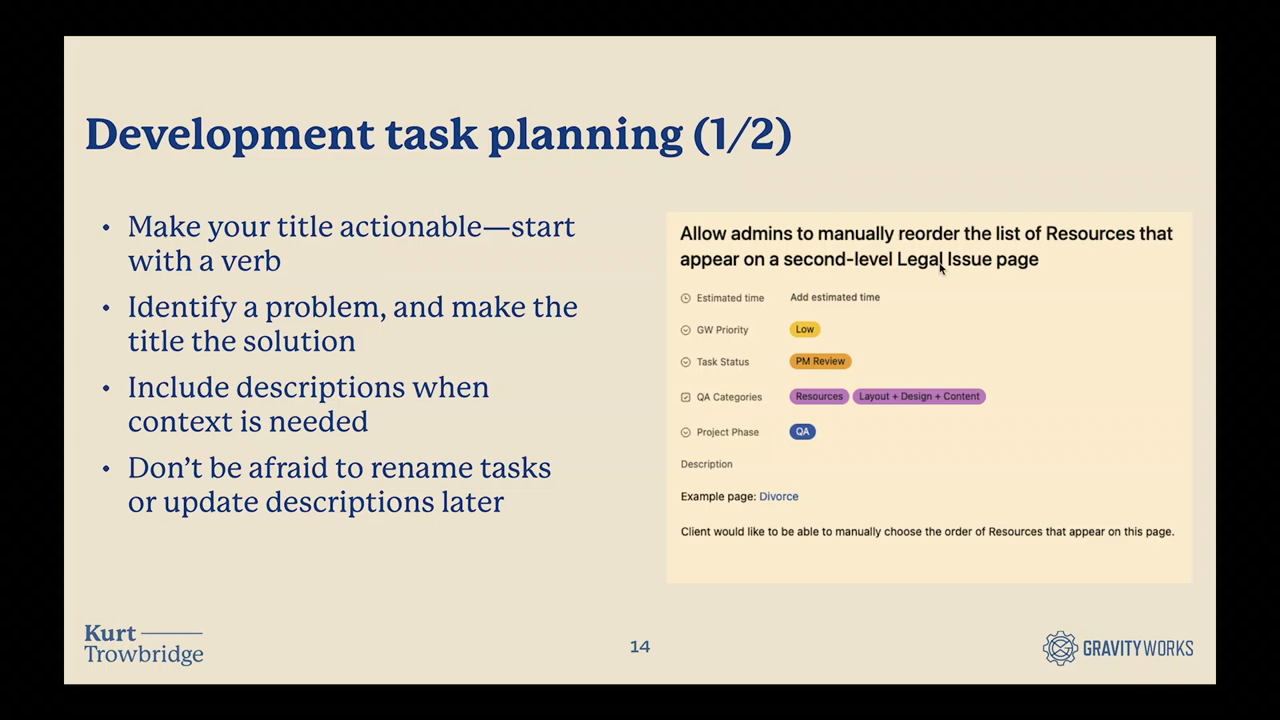 Development task planning (1/2)
• Make your title actionable—start
with a verb
• Identify a problem, and make the
title the solution
• Include descriptions when
context is needed
• Don’t be afraid to rename tasks
or update descriptions later
Allow admins to manually reorder the list of Resources that
appear on a second-level Legal Issue page
Estimated time Add estimated time
GW Priority Low
Task Status PM Review
QA Categories Resources Layout + Design + Content
Project Phase QA
Description
Example page: Divorce
Client would like to be able to manually choose the order of Resources that appear on this page.
Kurt
Trowbridge
14
GRAVITYWORKS